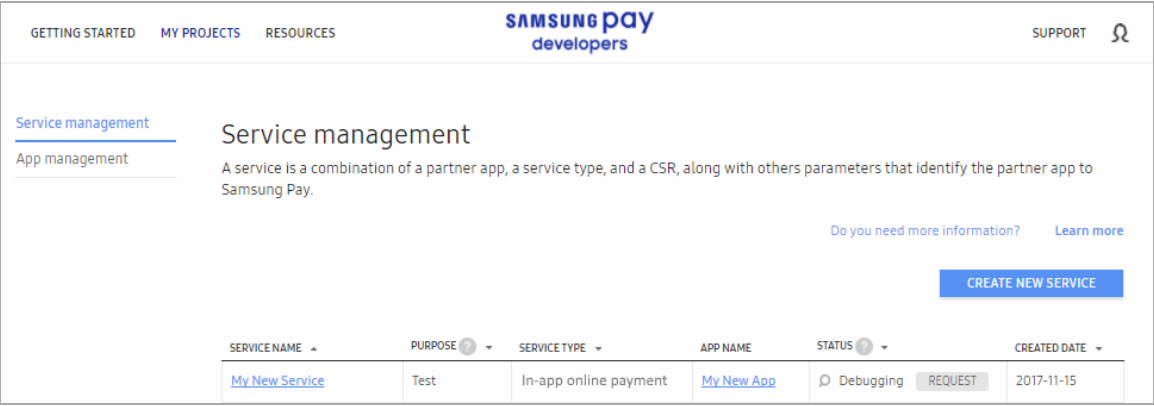 GETTING STARTED MY PROJECTS RESOURCES SAMSUNG pay developers SUPPORT
Service management
App management
Service management
A service is a combination of a partner app, a service type, and a CSR, along with others parameters that identify the partner app to
Samsung Pay.
Do you need more information? Learn more
CREATE NEW SERVICE
SERVICE NAME PURPOSE ? SERVICE TYPE APP NAME STATUS ? CREATED DATE
My New Service Test In-app online payment My New App Debugging REQUEST 2017-11-15